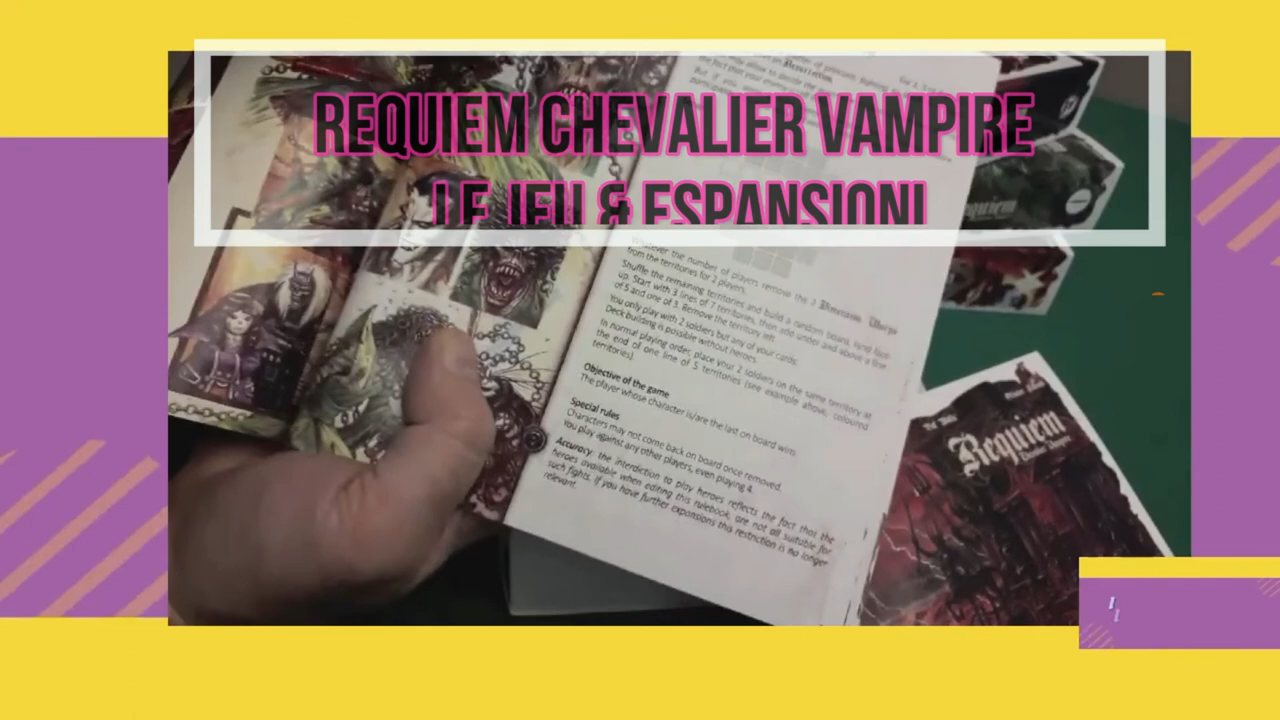 REQUIEM CHEVALIER VAMPIRE
LE JEU & ESPANSIONI
Resurrection.
Whatever the number of players remove the 2 Dimension Warps
from the territories for 2 players.
Shuffle the remaining territories and build a random board, land face
up. Start with 3 lines of 7 territories, then add under and above a line
of 5 and one of 3. Remove the territory left
You only play with 2 soldiers but any of your cards.
Deck building is possible without heroes.
In normal playing order, place your 2 soldiers on the same territory at
the end of one line of 5 territories (see example above, coloured
territories).
Objective of the game
The player whose character is/are the last on board wins
Special rules
Characters may not come back on board once removed.
You play against any other players, even playing 4.
Accuracy: the interdiction to play heroes reflects the fact that the
heroes available when editing this rulebook, are not all suitable for
such fights. If you have further expansions this restriction is no longer
relevant.
Requiem